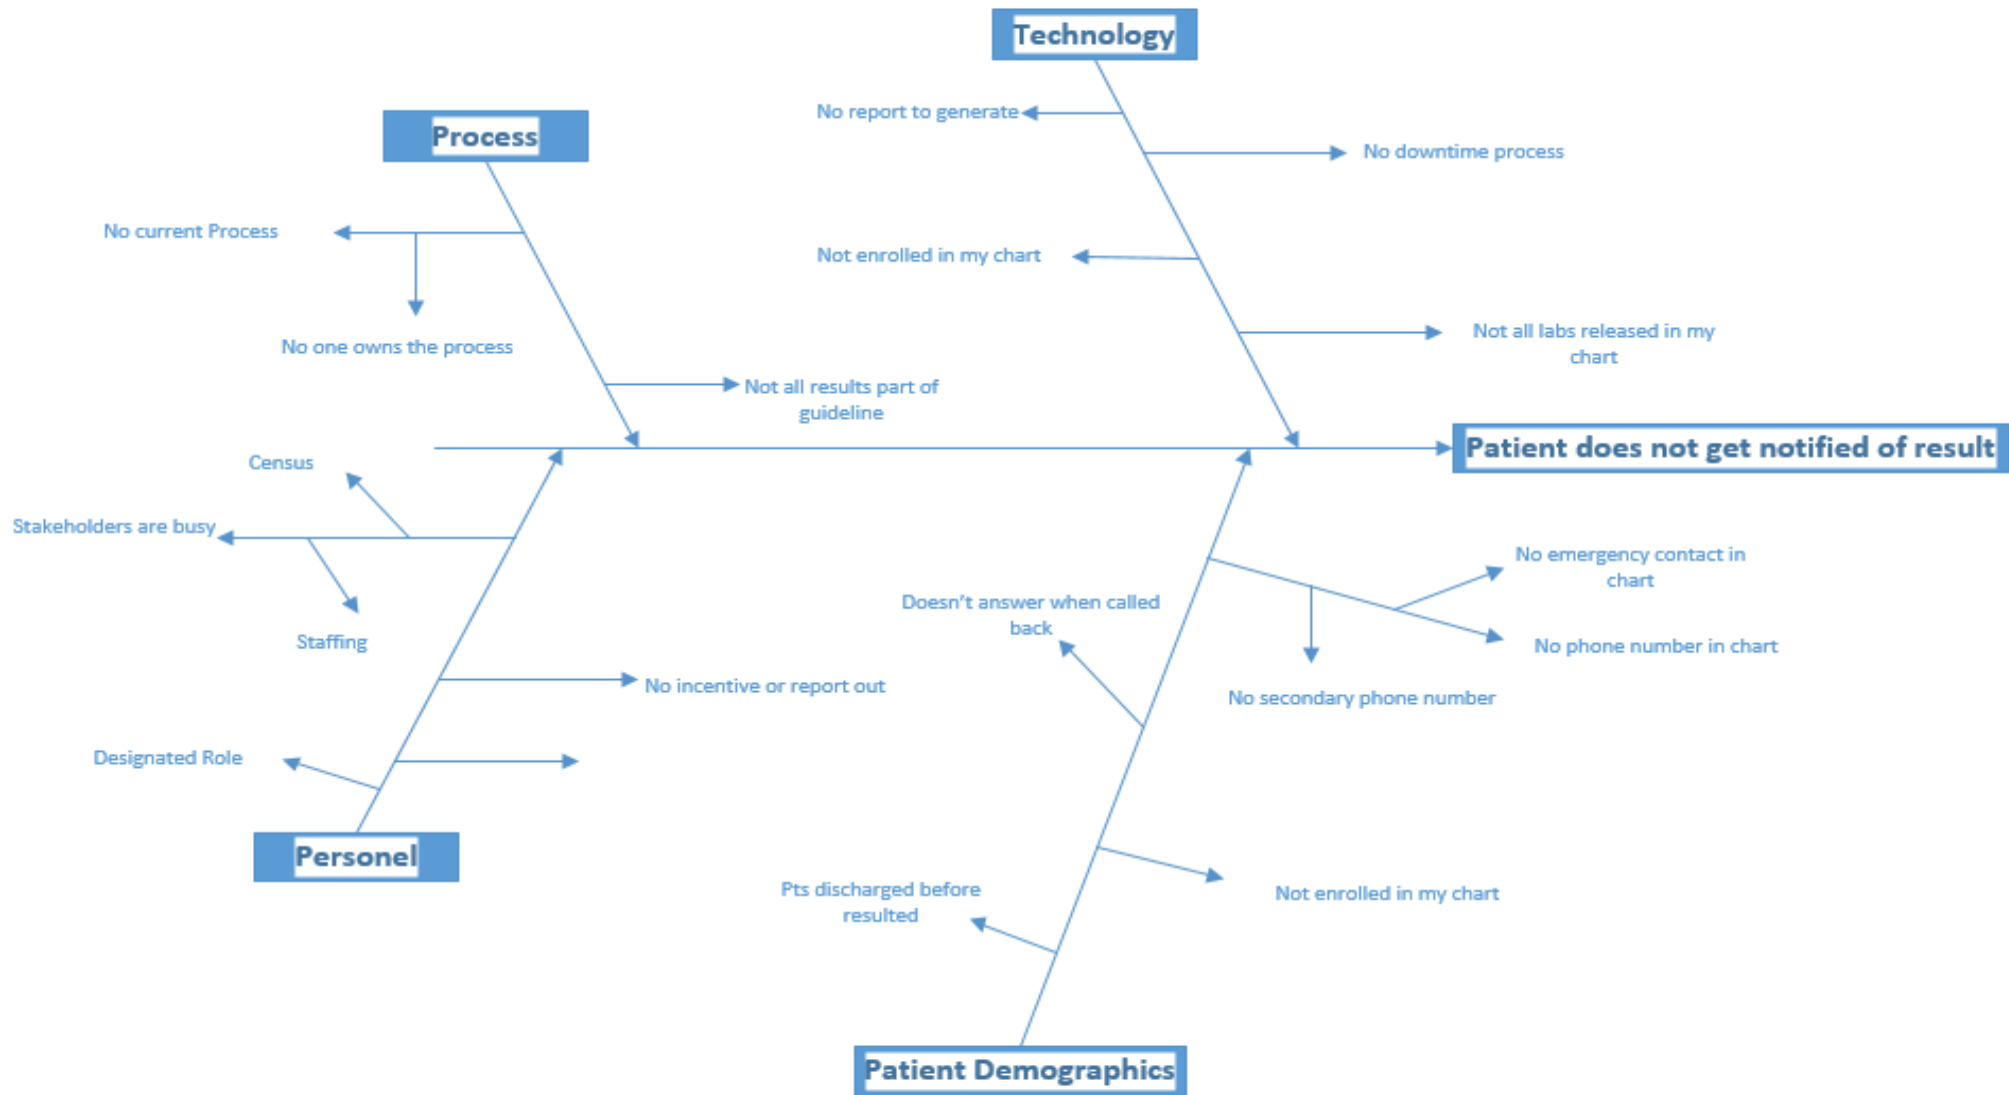 Technology
No report to generate
Process
No downtime process
No current Process
Not enrolled in my chart
Not all labs released in my
chart
No one owns the process
Not all results part of
guideline
Patient does not get notified of result
Census
Stakeholders are busy
No emergency contact in
chart
Doesn’t answer when called
back
Staffing
No phone number in chart
No incentive or report out
No secondary phone number
Designated Role
Personel
Pts discharged before
resulted
Not enrolled in my chart
Patient Demographics